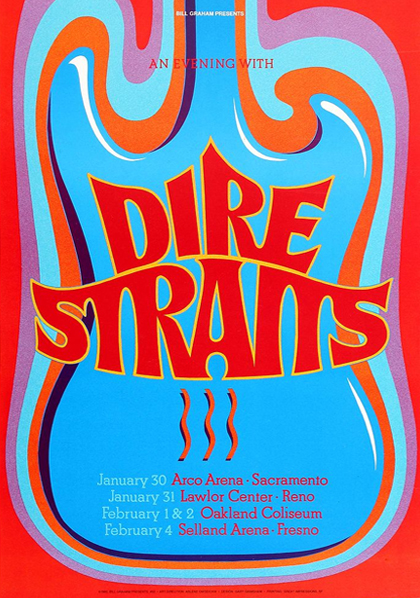 BILL GRAHAM PRESENTS
AN EVENING WITH
DIRE
STRAITS
January 30 Arco Arena · Sacramento
January 31 Lawlor Center · Reno
February 1 & 2 Oakland Coliseum
February 4 Selland Arena · Fresno